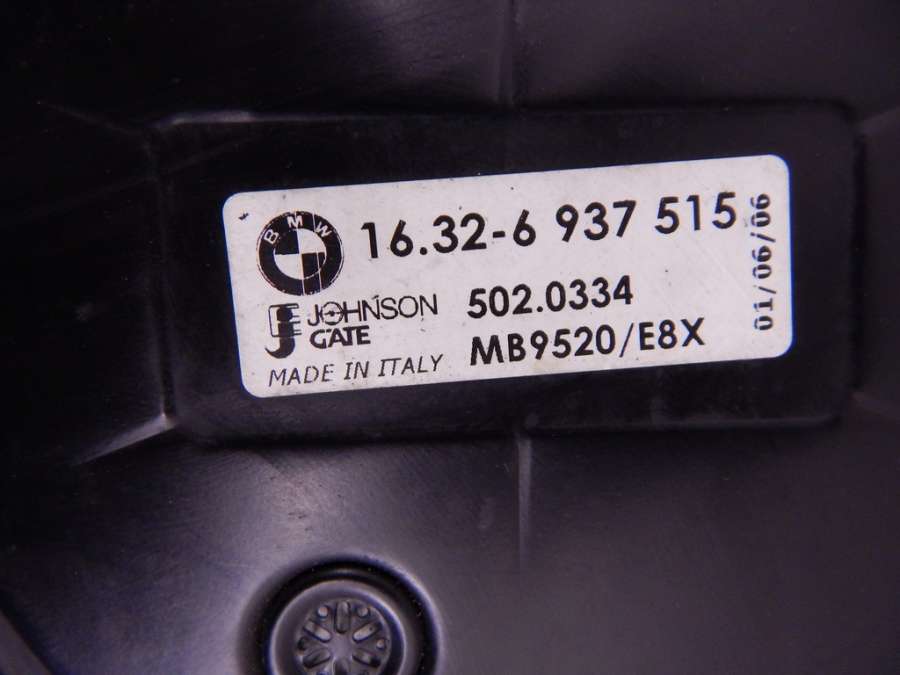 BMW
16.32-6 937 515
JOHNSON
GATE
502.0334
MB9520/E8X
MADE IN ITALY
01/06/06